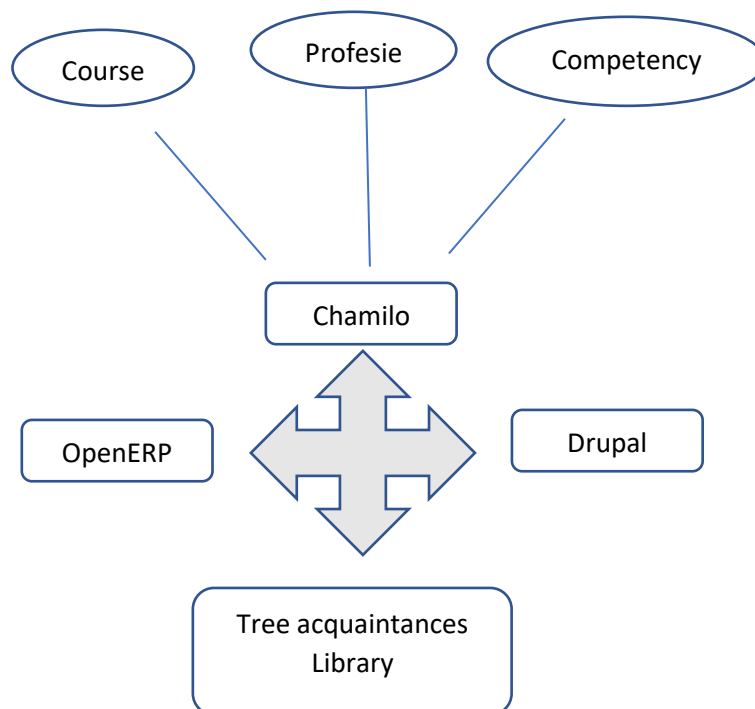 Course
Profesie
Competency
Chamilo
OpenERP
Drupal
Tree acquaintances
Library